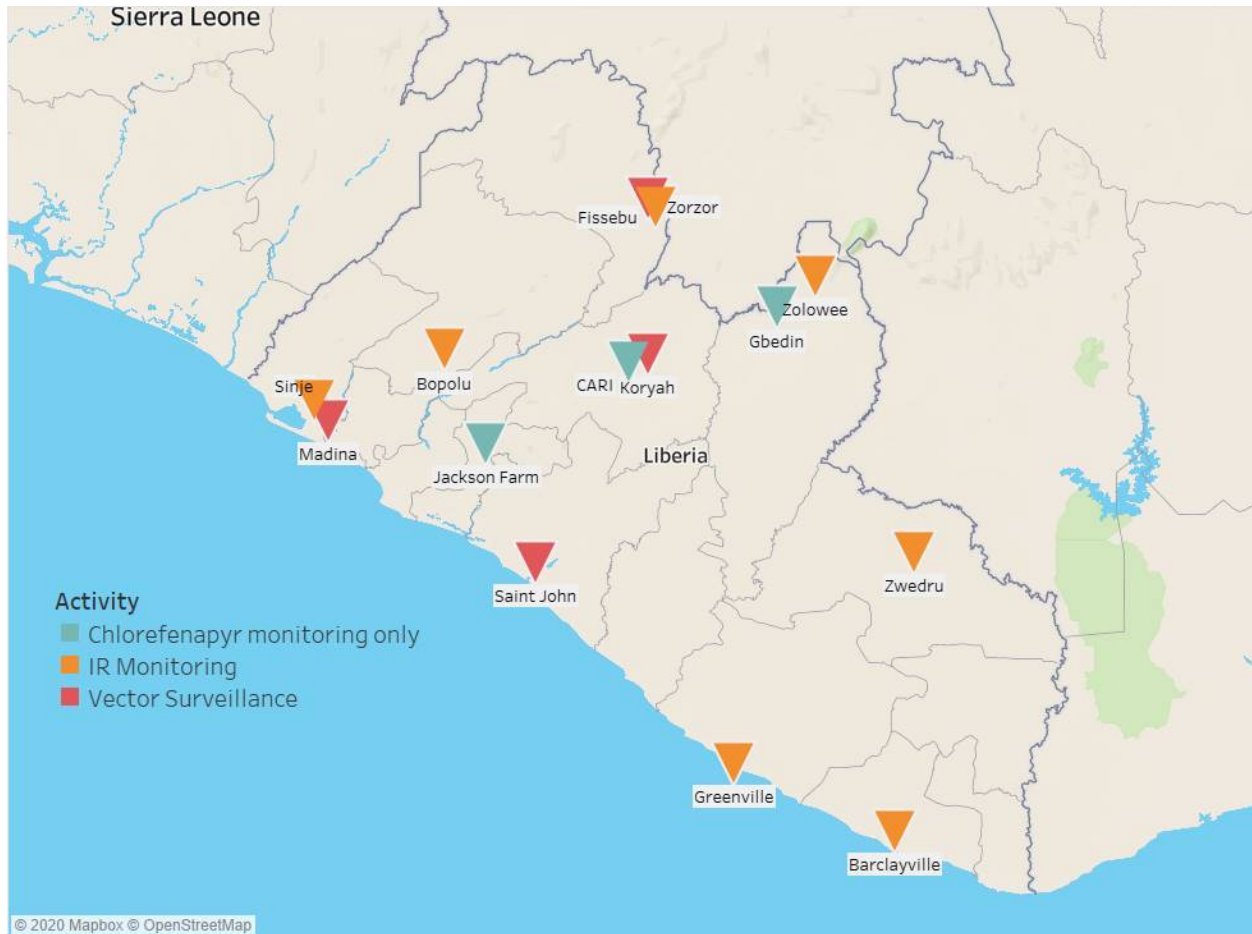 Sierra Leone
Fissebu
Zorzor
Zolowee
Gbedin
Sinje
Bopolu
CARI
Koryah
Madina
Jackson Farm
Liberia
Saint John
Zwedru
Activity
Chlorefenapyr monitoring only
IR Monitoring
Vector Surveillance
Greenville
Barclayville
© 2020 Mapbox © OpenStreetMap